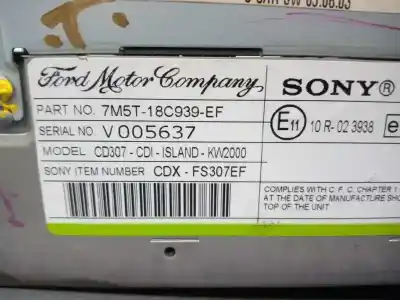 Ford Motor Company
SONY®
PART NO. 7M5T-18C939-EF
SERIAL NO. V005637
E11 10 R- 02 3938 e
MODEL CD307 - CDI - ISLAND - KW2000
SONY ITEM NUMBER CDX - FS307EF
COMPLIES WITH C. F. C. CHAPTER 1
AT THE DATE OF MANUFACTURE SHO
TOP OF THE UNIT